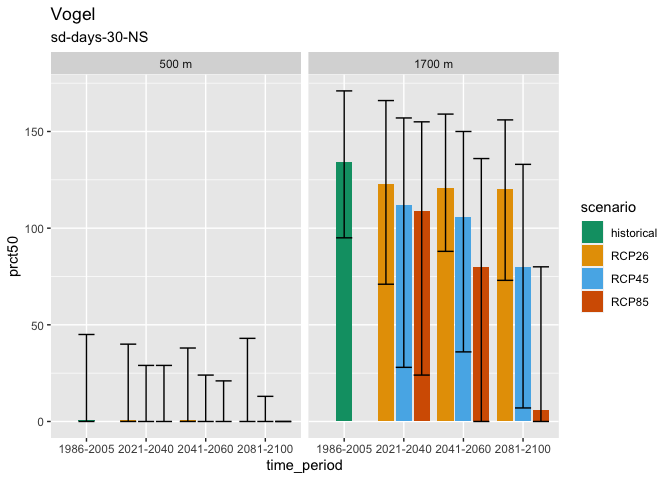 Vogel
sd-days-30-NS
500 m
1700 m
150
100
50
0
prct50
1986-2005
2021-2040
2041-2060
2081-2100
1986-2005
2021-2040
2041-2060
2081-2100
time_period
scenario
historical
RCP26
RCP45
RCP85